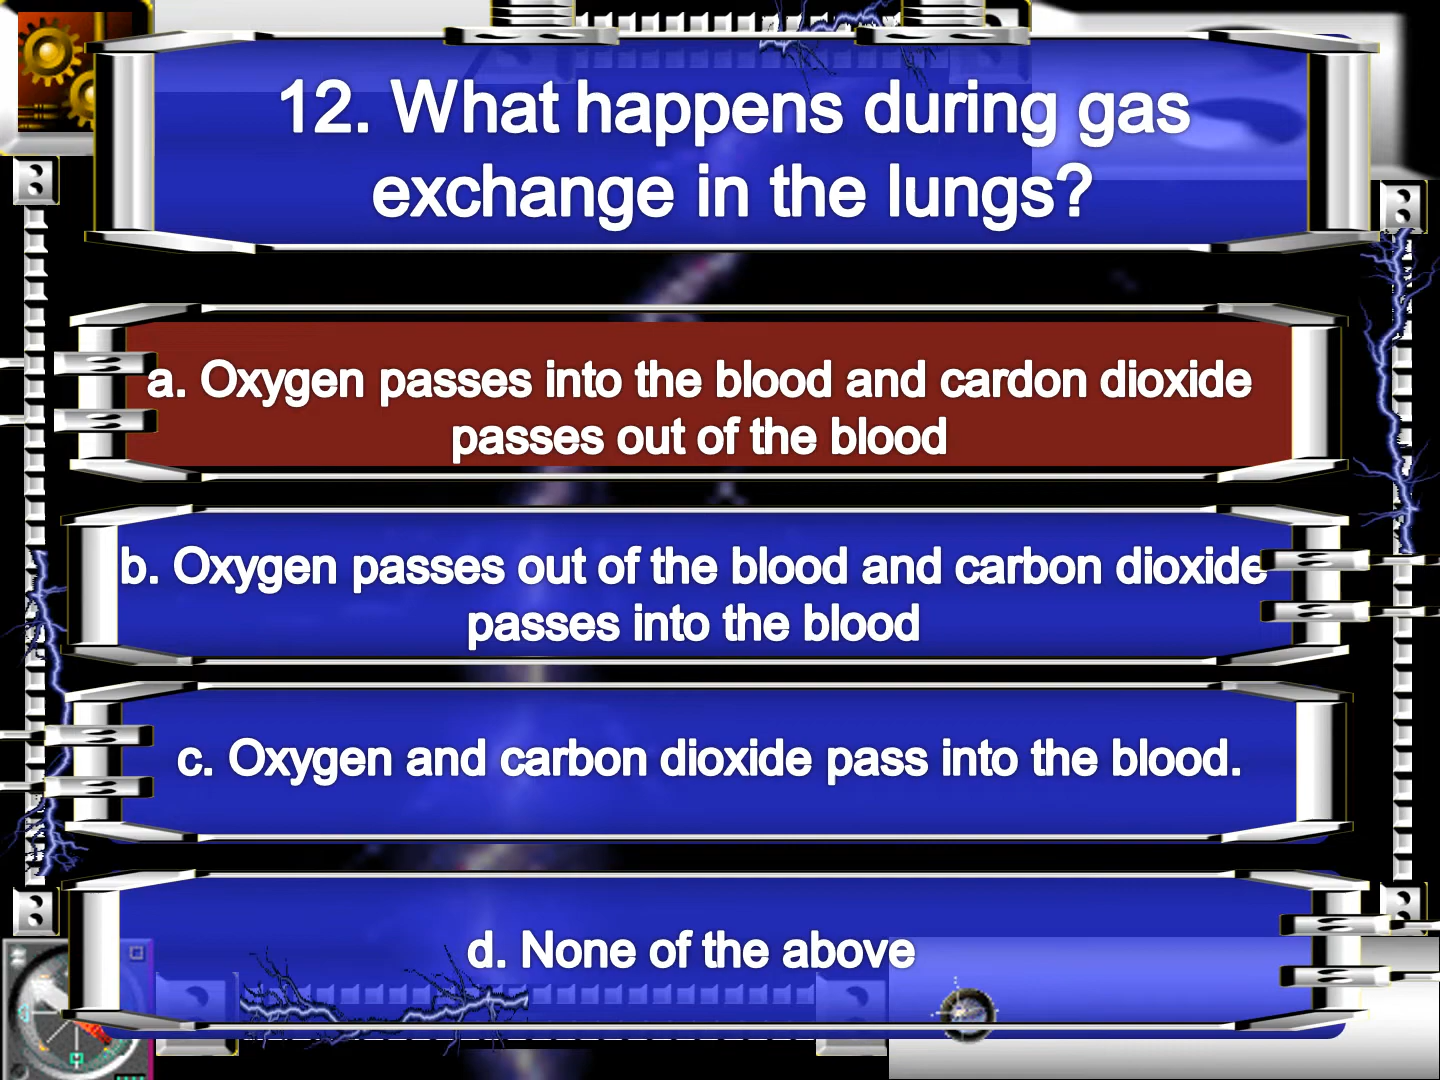 12. What happens during gas
exchange in the lungs?
a. Oxygen passes into the blood and cardon dioxide
passes out of the blood
b. Oxygen passes out of the blood and carbon dioxide
passes into the blood
c. Oxygen and carbon dioxide pass into the blood.
d. None of the above